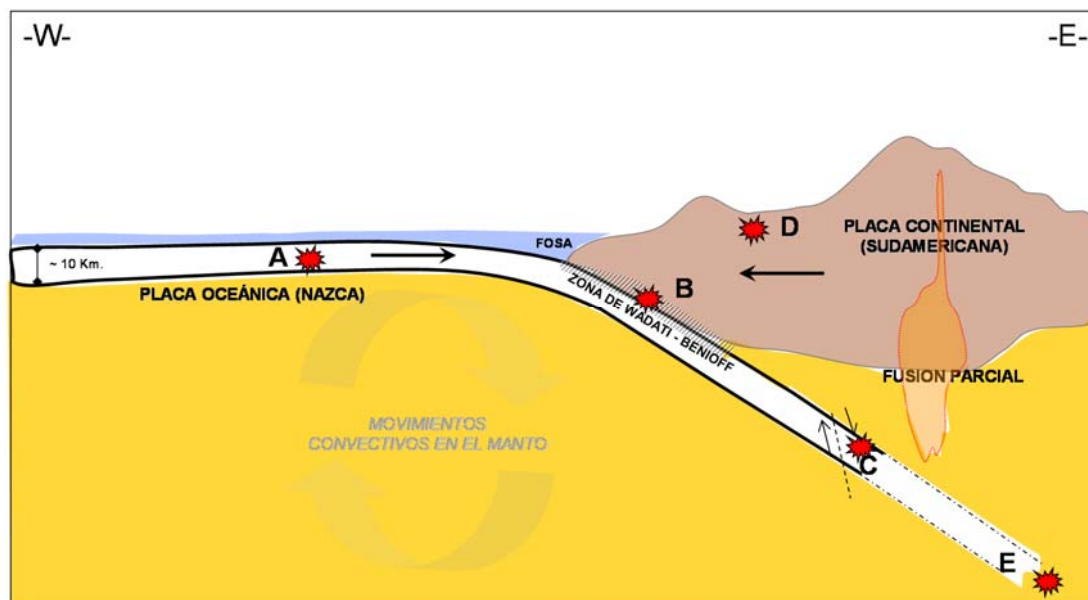 -W-
-E-
PLACA CONTINENTAL
(SUDAMERICANA)
D
FOSA
A
~ 10 Km.
B
PLACA OCEÁNICA (NAZCA)
ZONA DE WADATI - BENIOFF
FUSION PARCIAL
MOVIMIENTOS
CONVECTIVOS EN EL MANTO
C
E